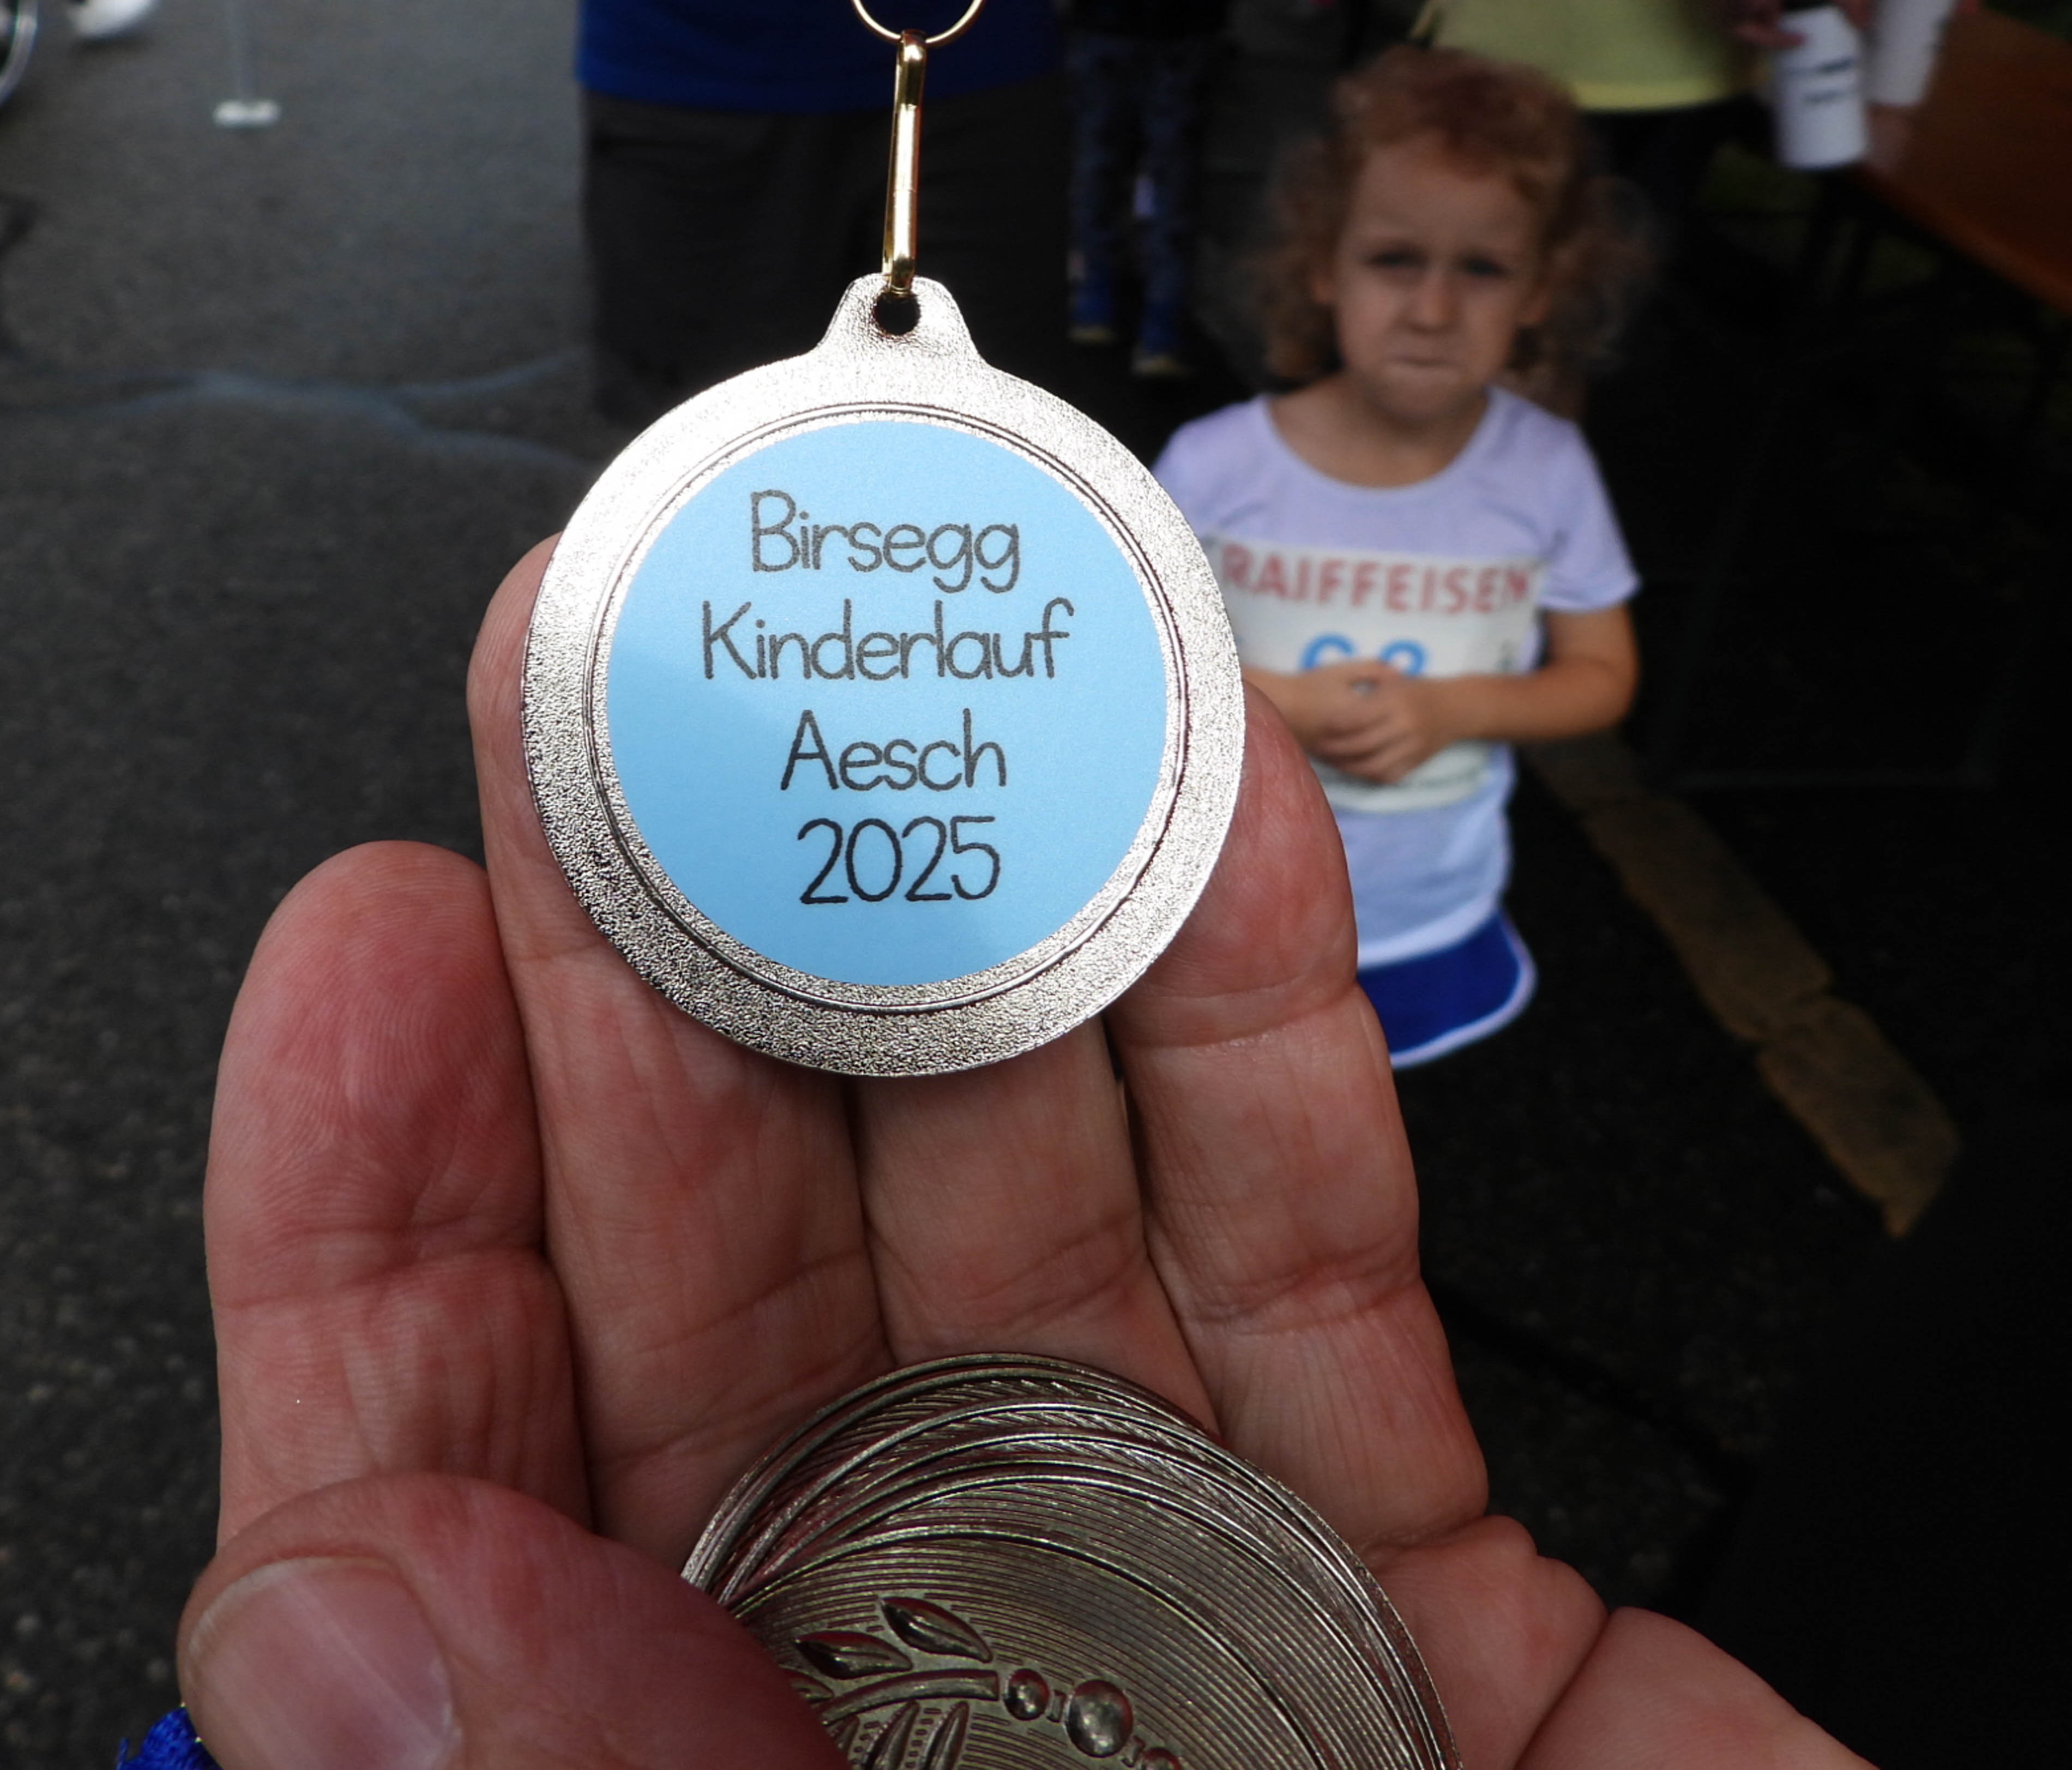 Birsegg
Kinderlauf
Aesch
2025
RAIFFEISEN